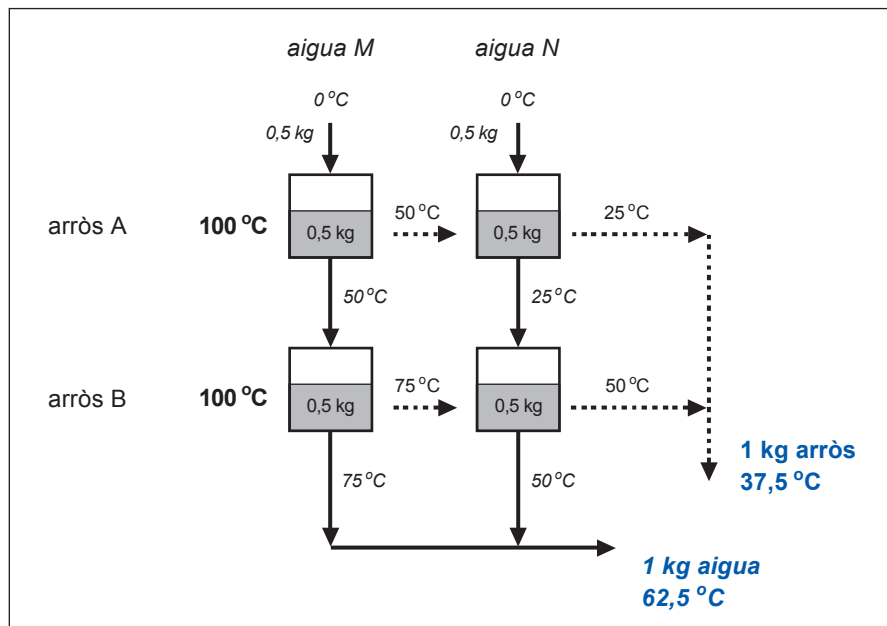 aigua M aigua N
0 °C 0 °C
0,5 kg 0,5 kg
arròs A 100 °C 0,5 kg 50 °C 0,5 kg 25 °C
50 °C 25 °C
arròs B 100 °C 0,5 kg 75 °C 0,5 kg 50 °C
75 °C 50 °C
1 kg arròs
37,5 °C
1 kg aigua
62,5 °C